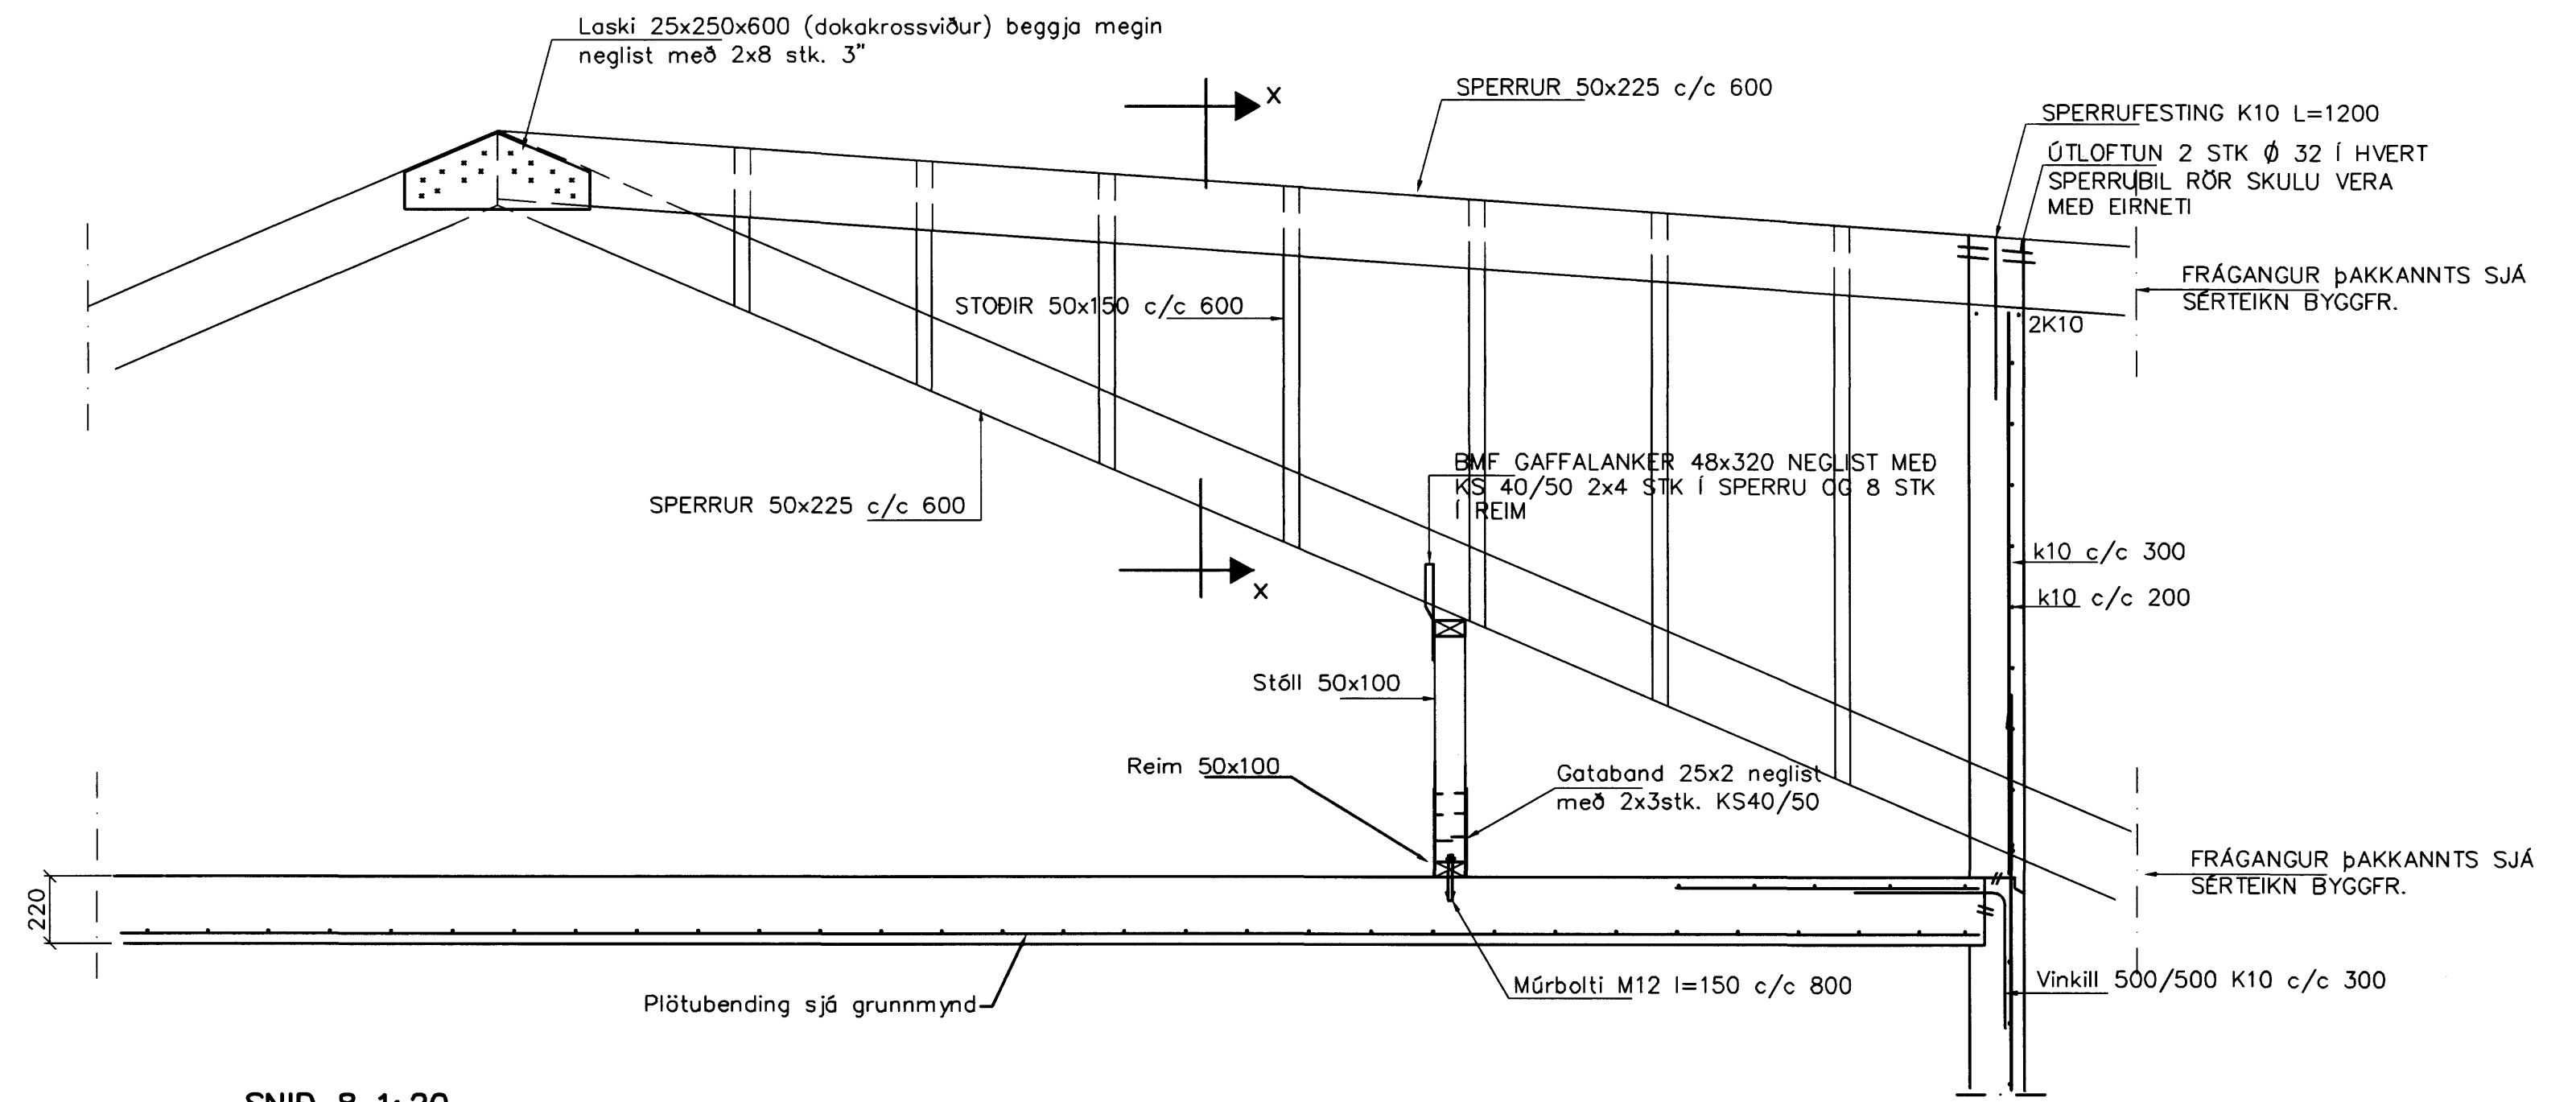 Laski 25x250x600 (dokakrossviður) beggja megin
neglist með 2x8 stk. 3"
X
SPERRUR 50x225 c/c 600
SPERRUFESTING K10 L=1200
ÚTLOFTUN 2 STK Ø 32 Í HVERT
SPERRUBIL RÖR SKULU VERA
MEÐ EIRNETI
FRÁGANGUR ÞAKKANNTS SJÁ
SÉRTEIKN BYGGFR.
STOÐIR 50x150 c/c 600
2K10
BMF GAFFALANKER 48x320 NEGLIST MEÐ
KS 40/50 2x4 STK Í SPERRU OG 8 STK
Í REIM
SPERRUR 50x225 c/c 600
k10 c/c 300
X
k10 c/c 200
Stóll 50x100
Reim 50x100
Gataband 25x2 neglist
með 2x3stk. KS40/50
FRÁGANGUR ÞAKKANNTS SJÁ
SÉRTEIKN BYGGFR.
220
Plötubending sjá grunnmynd
Múrbolti M12 l=150 c/c 800
Vinkill 500/500 K10 c/c 300